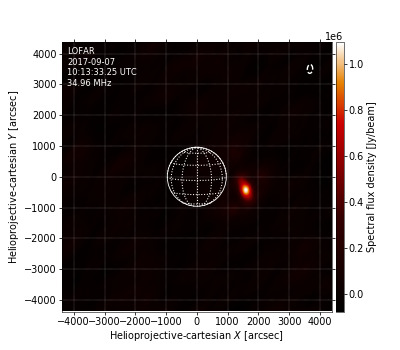 1e6
LOFAR
2017-09-07
10:13:33.25 UTC
34.96 MHz
4000
3000
2000
1000
0
−1000
−2000
−3000
−4000
Helioprojective-cartesian Y [arcsec]
−4000−3000−2000−1000 0 1000 2000 3000 4000
Helioprojective-cartesian X [arcsec]
1.0
0.8
0.6
0.4
0.2
0.0
Spectral flux density [Jy/beam]